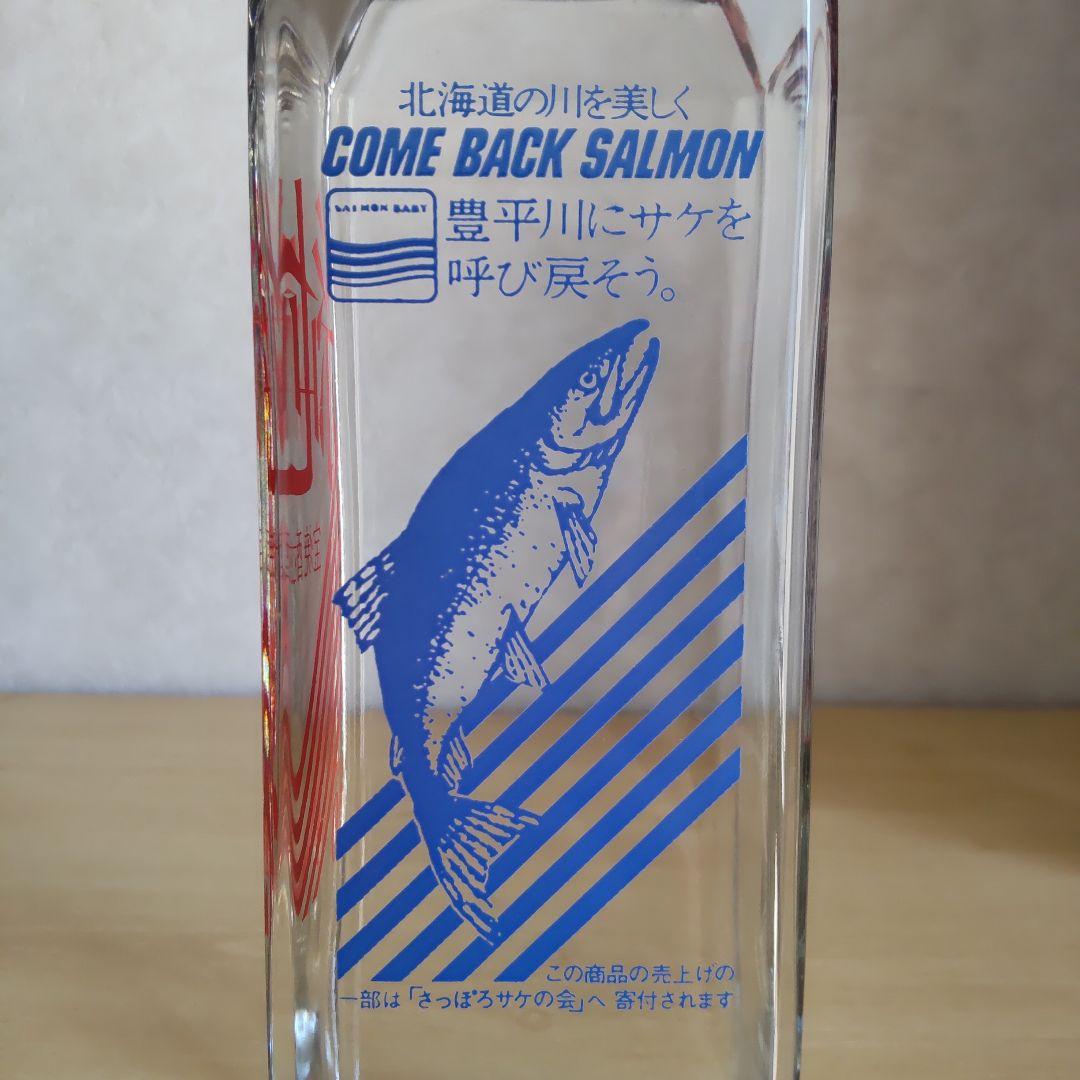 北海道の川を美しく
COME BACK SALMON
SALMON BABY
豊平川にサケを
呼び戻そう。
この商品の売上げの
一部は「さっぽろサケの会」へ 寄付されます